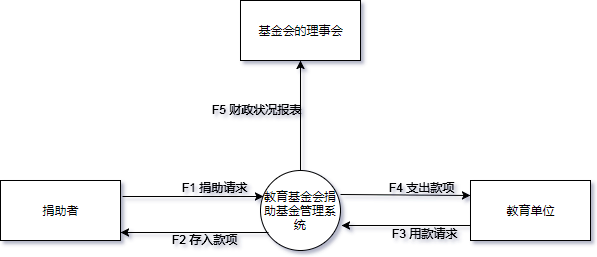 基金会的理事会
F5 财政状况报表
F1 捐助请求
F4 支出款项
捐助者
教育基金会捐
助基金管理系
统
教育单位
F2 存入款项
F3 用款请求